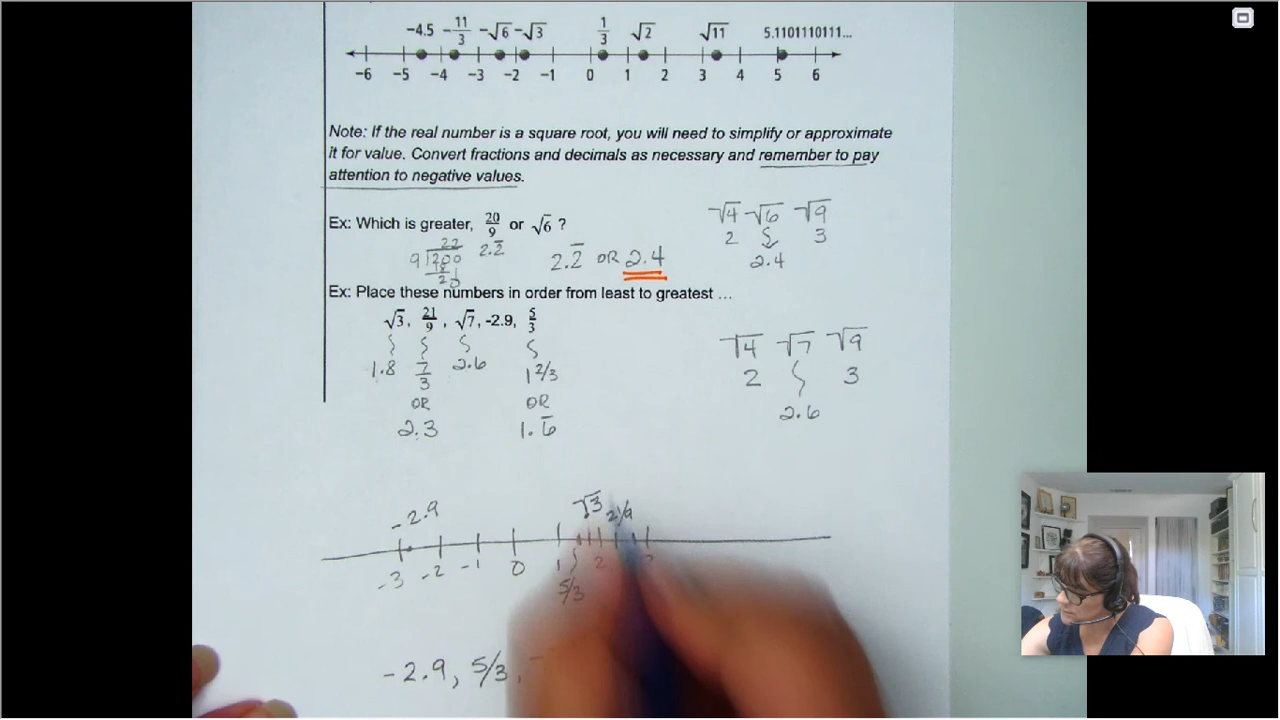 -4.5 -11/3 -√6 -√3 1/3 √2 √11 5.1101110111...
-6 -5 -4 -3 -2 -1 0 1 2 3 4 5 6
Note: If the real number is a square root, you will need to simplify or approximate
it for value. Convert fractions and decimals as necessary and remember to pay
attention to negative values.
√4 √6 √9
2 3
2.4
Ex: Which is greater, 20/9 or √6 ?
22
9 200 2.2̅
18
20
2.2̅ OR 2.4
Ex: Place these numbers in order from least to greatest …
√3, 21/9, √7, -2.9, 5/3
1.8 7/3 2.6 1 2/3
OR OR
2.3 1.6̅
√4 √7 √9
2 3
2.6
-2.9 √3 21/9
-3 -2 -1 0 1 2
5/3
-2.9, 5/3,